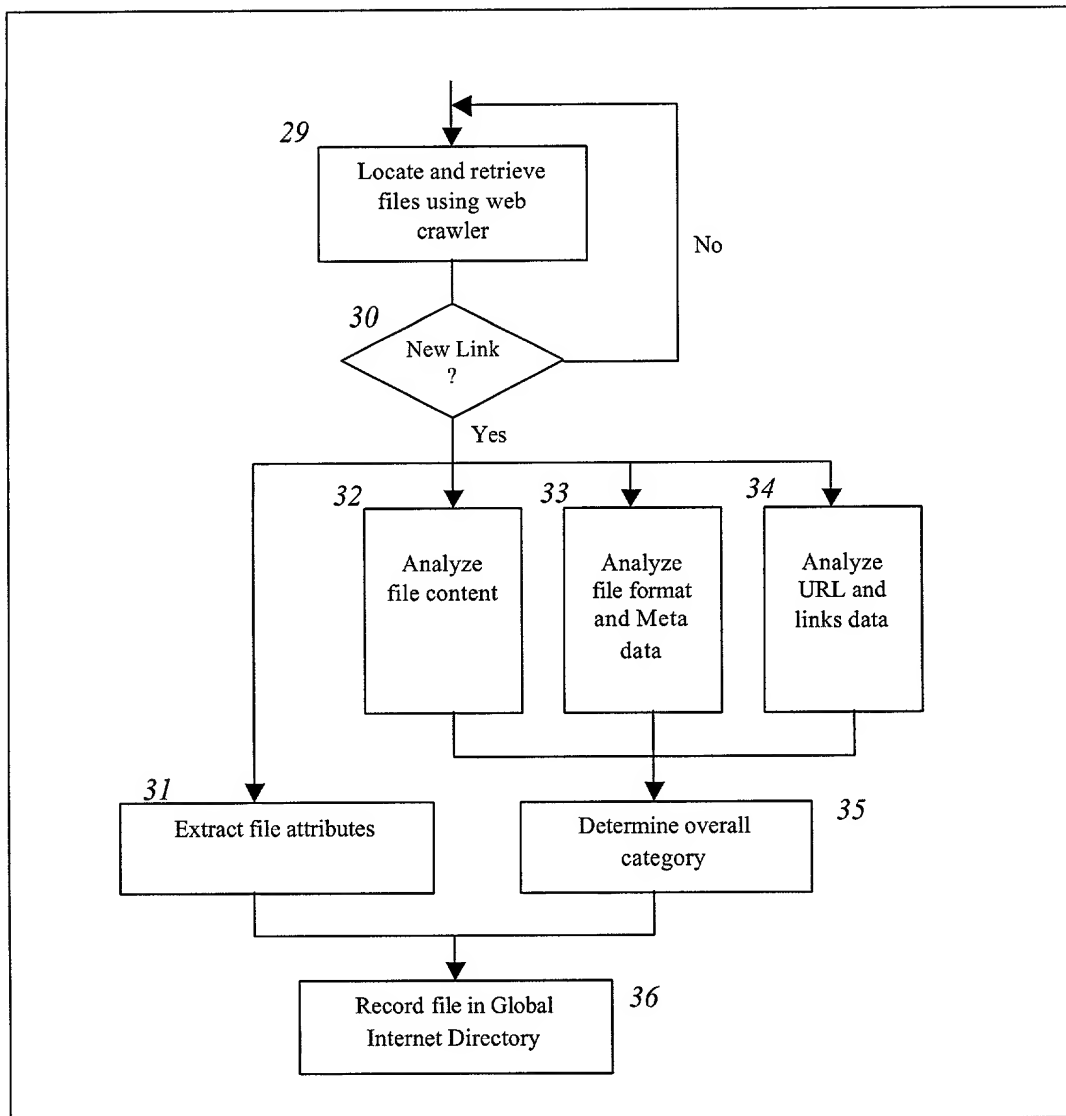 29
Locate and retrieve
files using web
crawler
No
30
New Link
?
Yes
32
Analyze
file content
33
Analyze
file format
and Meta
data
34
Analyze
URL and
links data
31
Extract file attributes
Determine overall
category
35
Record file in Global
Internet Directory
36